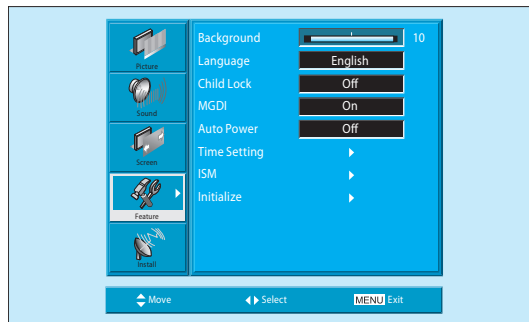 Picture
Sound
Screen
Feature
Install
Background 10
Language English
Child Lock Off
MGDI On
Auto Power Off
Time Setting
ISM
Initialize
Move Select MENU Exit